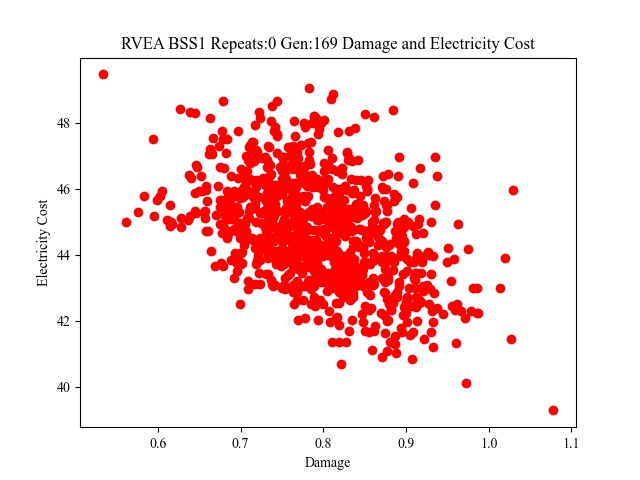 RVEA BSS1 Repeats:0 Gen:169 Damage and Electricity Cost
48
46
44
42
40
Electricity Cost
0.6 0.7 0.8 0.9 1.0 1.1
Damage